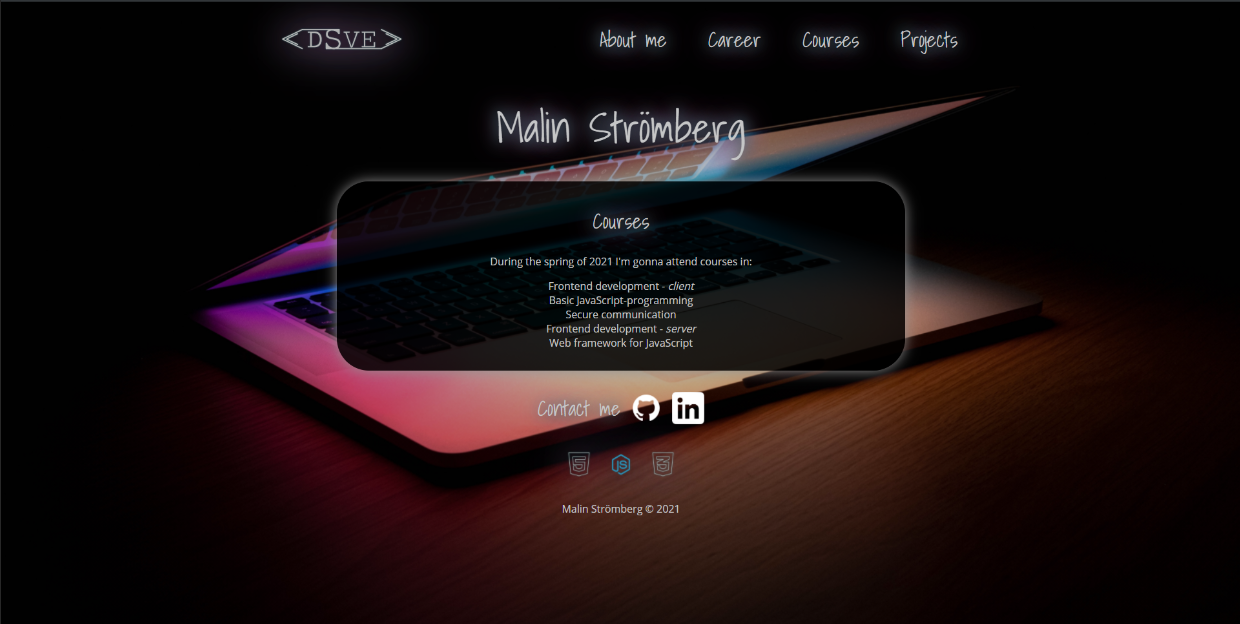 DSVE
About me Career Courses Projects
Malin Strömberg
Courses
During the spring of 2021 I'm gonna attend courses in:
Frontend development - client
Basic JavaScript-programming
Secure communication
Frontend development - server
Web framework for JavaScript
Contact me in
5 JS 3
Malin Strömberg © 2021